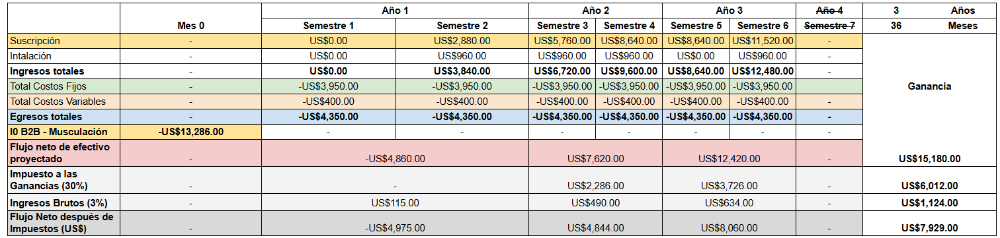 Año 1 Año 2 Año 3 Año 4 3 Años
Mes 0 Semestre 1 Semestre 2 Semestre 3 Semestre 4 Semestre 5 Semestre 6 Semestre 7 36 Meses
Suscripción - US$0.00 US$2,880.00 US$5,760.00 US$8,640.00 US$8,640.00 US$11,520.00 -
Intalación - US$0.00 US$960.00 US$960.00 US$960.00 US$0.00 US$960.00 -
Ingresos totales - US$0.00 US$3,840.00 US$6,720.00 US$9,600.00 US$8,640.00 US$12,480.00 -
Total Costos Fijos - -US$3,950.00 -US$3,950.00 -US$3,950.00 -US$3,950.00 -US$3,950.00 -US$3,950.00 Ganancia
Total Costos Variables - -US$400.00 -US$400.00 -US$400.00 -US$400.00 -US$400.00 -US$400.00 -
Egresos totales - -US$4,350.00 -US$4,350.00 -US$4,350.00 -US$4,350.00 -US$4,350.00 -US$4,350.00 -
I0 B2B - Musculación -US$13,286.00 - - - - - - -
Flujo neto de efectivo
proyectado - -US$4,860.00 US$7,620.00 US$12,420.00 - US$15,180.00
Impuesto a las
Ganancias (30%) - - US$2,286.00 US$3,726.00 - US$6,012.00
Ingresos Brutos (3%) - US$115.00 US$490.00 US$634.00 - US$1,124.00
Flujo Neto después de
Impuestos (US$) - -US$4,975.00 US$4,844.00 US$8,060.00 - US$7,929.00